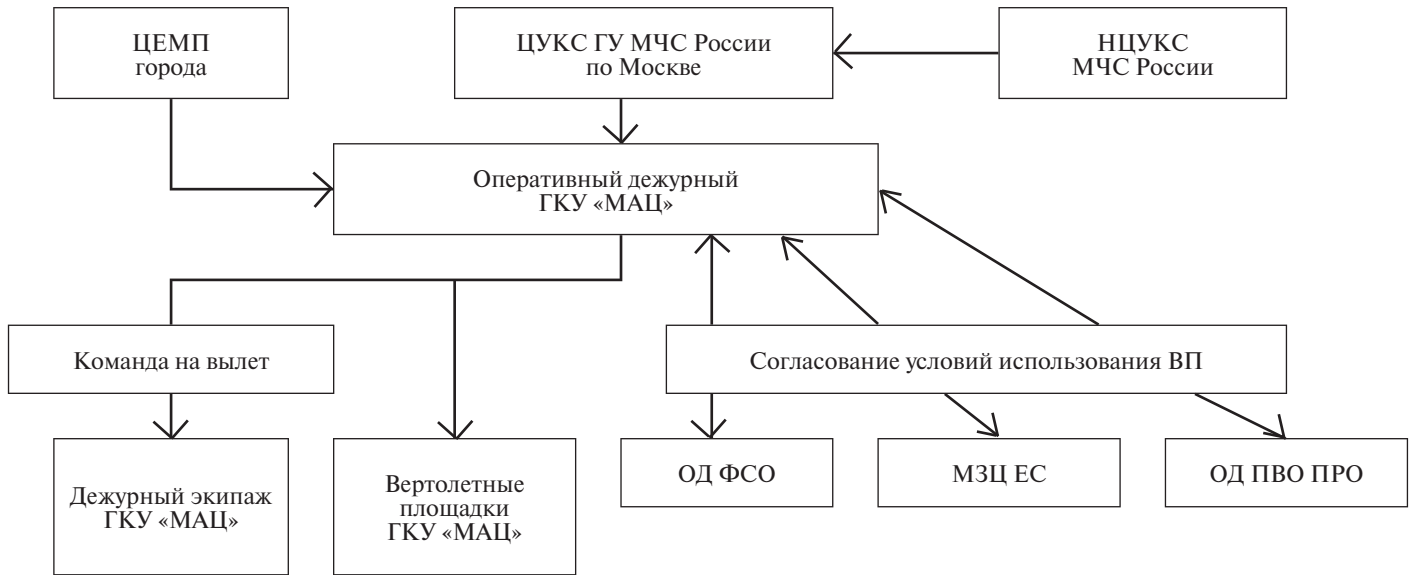 ЦЕМП
города
ЦУКС ГУ МЧС России
по Москве
НЦУКС
МЧС России
Оперативный дежурный
ГКУ «МАЦ»
Команда на вылет
Согласование условий использования ВП
Дежурный экипаж
ГКУ «МАЦ»
Вертолетные
площадки
ГКУ «МАЦ»
ОД ФСО
МЗЦ ЕС
ОД ПВО ПРО